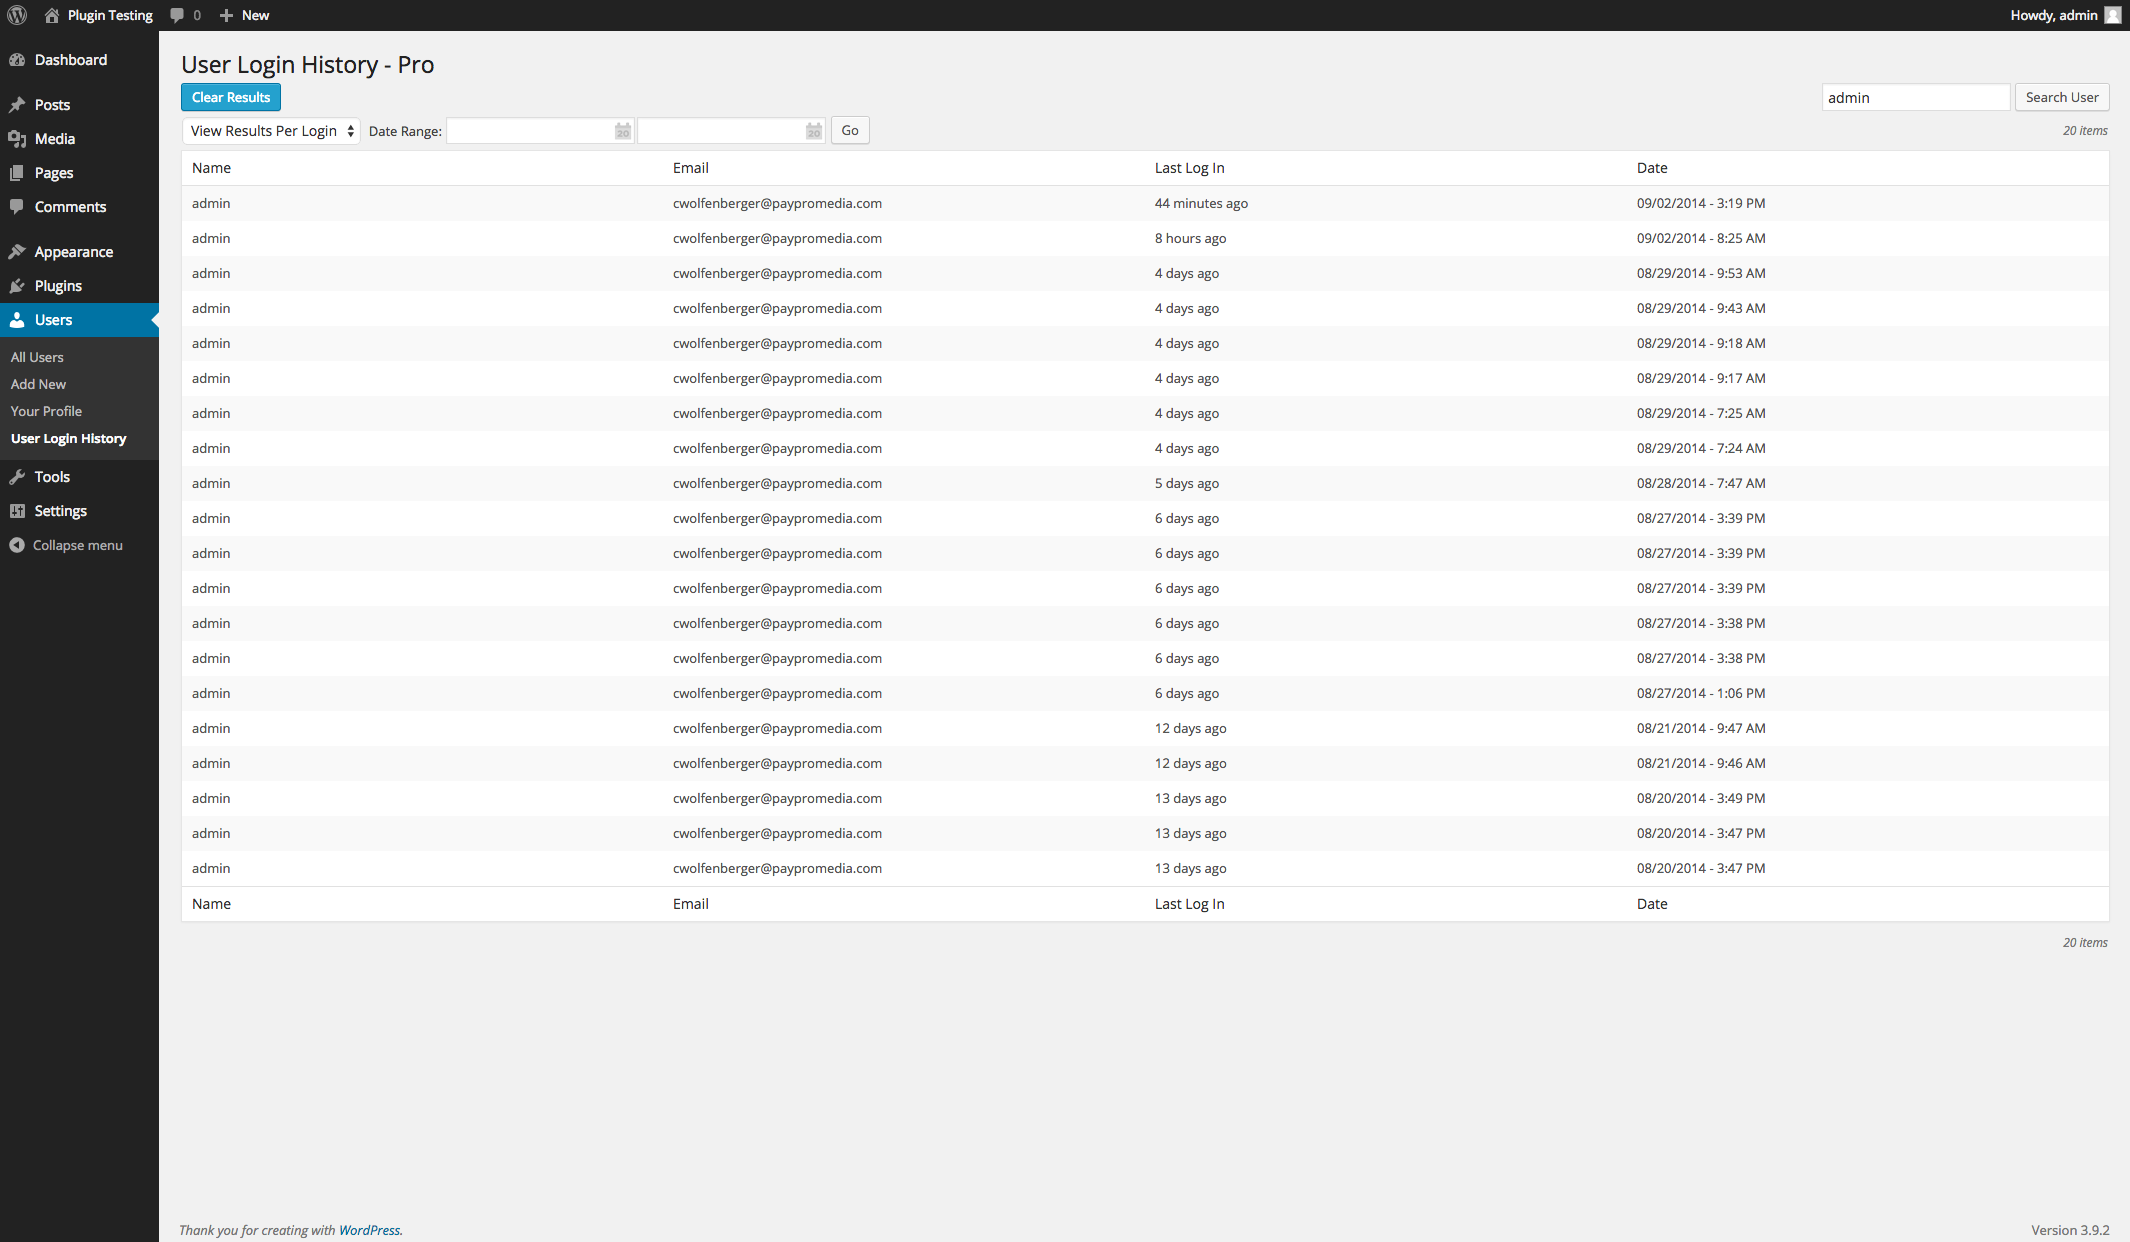 Plugin Testing 0 New Howdy, admin
Dashboard
Posts
Media
Pages
Comments
Appearance
Plugins
Users
All Users
Add New
Your Profile
User Login History
Tools
Settings
Collapse menu
User Login History - Pro
Clear Results admin Search User
View Results Per Login Date Range: 20 20 Go 20 items
Name Email Last Log In Date
admin cwolfenberger@paypromedia.com 44 minutes ago 09/02/2014 - 3:19 PM
admin cwolfenberger@paypromedia.com 8 hours ago 09/02/2014 - 8:25 AM
admin cwolfenberger@paypromedia.com 4 days ago 08/29/2014 - 9:53 AM
admin cwolfenberger@paypromedia.com 4 days ago 08/29/2014 - 9:43 AM
admin cwolfenberger@paypromedia.com 4 days ago 08/29/2014 - 9:18 AM
admin cwolfenberger@paypromedia.com 4 days ago 08/29/2014 - 9:17 AM
admin cwolfenberger@paypromedia.com 4 days ago 08/29/2014 - 7:25 AM
admin cwolfenberger@paypromedia.com 4 days ago 08/29/2014 - 7:24 AM
admin cwolfenberger@paypromedia.com 5 days ago 08/28/2014 - 7:47 AM
admin cwolfenberger@paypromedia.com 6 days ago 08/27/2014 - 3:39 PM
admin cwolfenberger@paypromedia.com 6 days ago 08/27/2014 - 3:39 PM
admin cwolfenberger@paypromedia.com 6 days ago 08/27/2014 - 3:39 PM
admin cwolfenberger@paypromedia.com 6 days ago 08/27/2014 - 3:38 PM
admin cwolfenberger@paypromedia.com 6 days ago 08/27/2014 - 3:38 PM
admin cwolfenberger@paypromedia.com 6 days ago 08/27/2014 - 1:06 PM
admin cwolfenberger@paypromedia.com 12 days ago 08/21/2014 - 9:47 AM
admin cwolfenberger@paypromedia.com 12 days ago 08/21/2014 - 9:46 AM
admin cwolfenberger@paypromedia.com 13 days ago 08/20/2014 - 3:49 PM
admin cwolfenberger@paypromedia.com 13 days ago 08/20/2014 - 3:47 PM
admin cwolfenberger@paypromedia.com 13 days ago 08/20/2014 - 3:47 PM
Name Email Last Log In Date
20 items
Thank you for creating with WordPress. Version 3.9.2